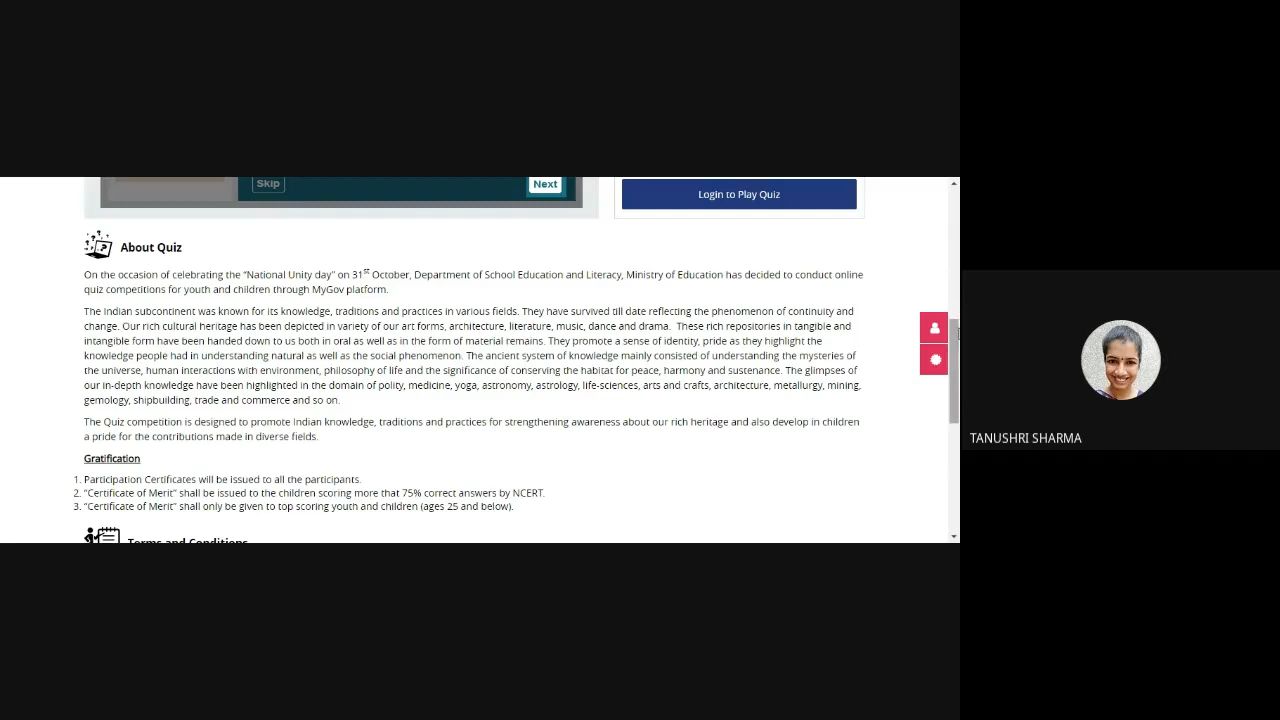 Skip
Next
Login to Play Quiz
About Quiz
On the occasion of celebrating the “National Unity day” on 31st October, Department of School Education and Literacy, Ministry of Education has decided to conduct online
quiz competitions for youth and children through MyGov platform.
The Indian subcontinent was known for its knowledge, traditions and practices in various fields. They have survived till date reflecting the phenomenon of continuity and
change. Our rich cultural heritage has been depicted in variety of our art forms, architecture, literature, music, dance and drama. These rich repositories in tangible and
intangible form have been handed down to us both in oral as well as in the form of material remains. They promote a sense of identity, pride as they highlight the
knowledge people had in understanding natural as well as the social phenomenon. The ancient system of knowledge mainly consisted of understanding the mysteries of
the universe, human interactions with environment, philosophy of life and the significance of conserving the habitat for peace, harmony and sustenance. The glimpses of
our in-depth knowledge have been highlighted in the domain of polity, medicine, yoga, astronomy, astrology, life-sciences, arts and crafts, architecture, metallurgy, mining,
gemology, shipbuilding, trade and commerce and so on.
The Quiz competition is designed to promote Indian knowledge, traditions and practices for strengthening awareness about our rich heritage and also develop in children
a pride for the contributions made in diverse fields.
Gratification
1. Participation Certificates will be issued to all the participants.
2. “Certificate of Merit” shall be issued to the children scoring more that 75% correct answers by NCERT.
3. “Certificate of Merit” shall only be given to top scoring youth and children (ages 25 and below).
Terms and Conditions
TANUSHRI SHARMA